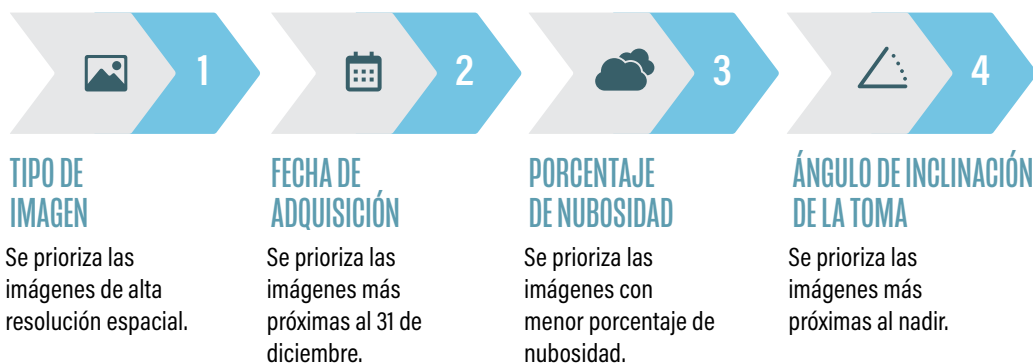 1
TIPO DE
IMAGEN
Se prioriza las
imágenes de alta
resolución espacial.
2
FECHA DE
ADQUISICIÓN
Se prioriza las
imágenes más
próximas al 31 de
diciembre.
3
PORCENTAJE
DE NUBOSIDAD
Se prioriza las
imágenes con
menor porcentaje de
nubosidad.
4
ÁNGULO DE INCLINACIÓN
DE LA TOMA
Se prioriza las
imágenes más
próximas al nadir.